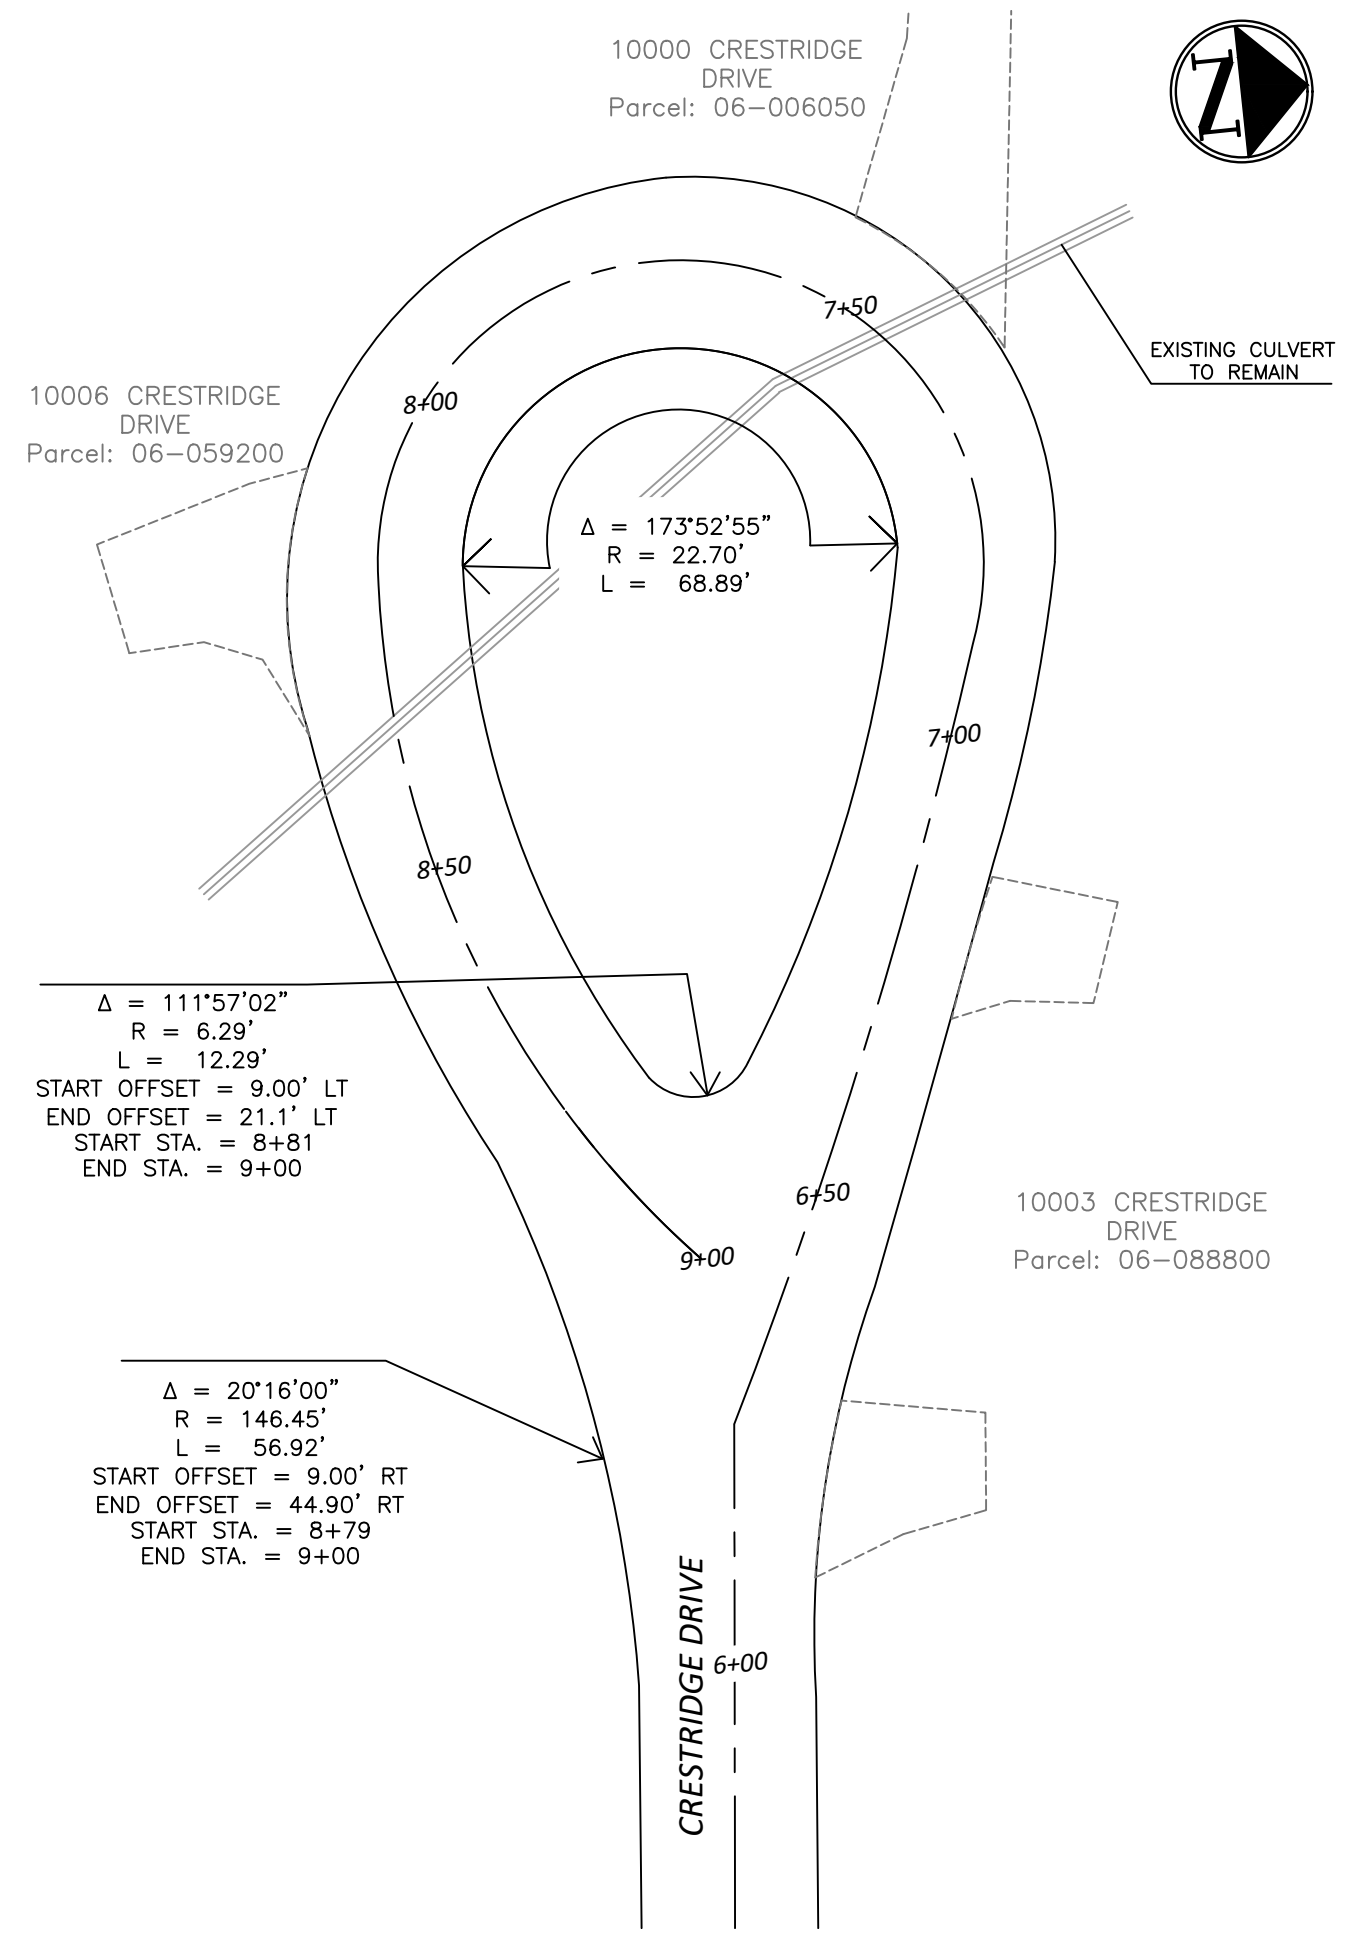 10000 CRESTRIDGE
DRIVE
Parcel: 06-006050
N
7+50
EXISTING CULVERT
TO REMAIN
10006 CRESTRIDGE
DRIVE
Parcel: 06-059200
8+00
Δ = 173°52'55"
R = 22.70'
L = 68.89'
7+00
8+50
Δ = 111°57'02"
R = 6.29'
L = 12.29'
START OFFSET = 9.00' LT
END OFFSET = 21.1' LT
START STA. = 8+81
END STA. = 9+00
6+50
10003 CRESTRIDGE
DRIVE
Parcel: 06-088800
9+00
Δ = 20°16'00"
R = 146.45'
L = 56.92'
START OFFSET = 9.00' RT
END OFFSET = 44.90' RT
START STA. = 8+79
END STA. = 9+00
CRESTRIDGE DRIVE
6+00